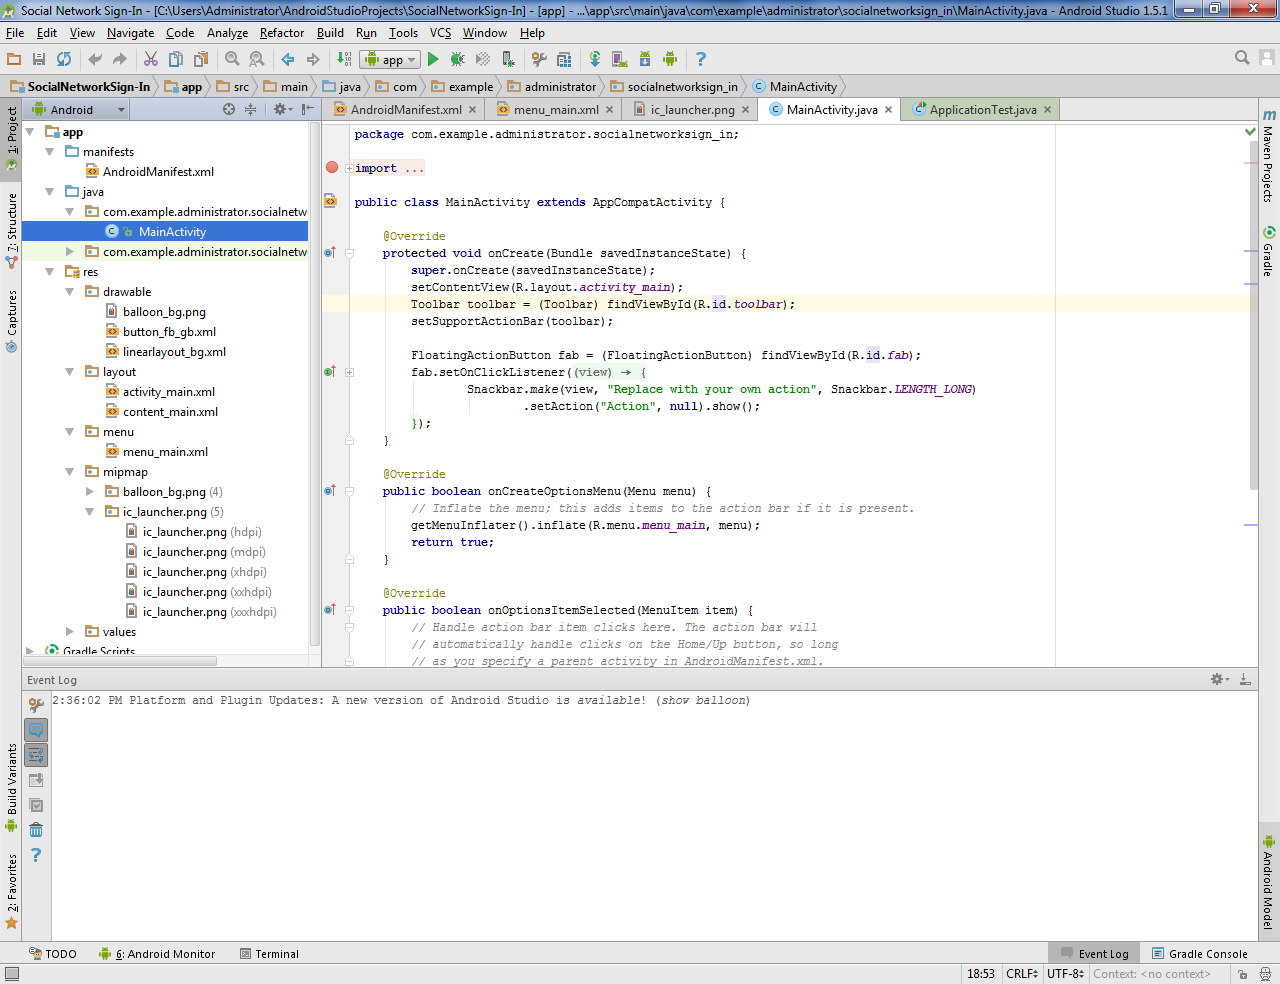 Social Network Sign-In - [C:\Users\Administrator\AndroidStudioProjects\SocialNetworkSign-In] - [app] - ...\app\src\main\java\com\example\administrator\socialnetworksign_in\MainActivity.java - Android Studio 1.5.1
File Edit View Navigate Code Analyze Refactor Build Run Tools VCS Window Help
app
SocialNetworkSign-In app src main java com example administrator socialnetworksign_in MainActivity
Android
AndroidManifest.xml menu_main.xml ic_launcher.png MainActivity.java ApplicationTest.java
1: Project
7: Structure
Captures
Build Variants
2: Favorites
app
manifests
AndroidManifest.xml
java
com.example.administrator.socialnetw
MainActivity
com.example.administrator.socialnetw
res
drawable
balloon_bg.png
button_fb_gb.xml
linearlayout_bg.xml
layout
activity_main.xml
content_main.xml
menu
menu_main.xml
mipmap
balloon_bg.png (4)
ic_launcher.png (5)
ic_launcher.png (hdpi)
ic_launcher.png (mdpi)
ic_launcher.png (xhdpi)
ic_launcher.png (xxhdpi)
ic_launcher.png (xxxhdpi)
values
Gradle Scripts
package com.example.administrator.socialnetworksign_in;
import ...
public class MainActivity extends AppCompatActivity {
@Override
protected void onCreate(Bundle savedInstanceState) {
super.onCreate(savedInstanceState);
setContentView(R.layout.activity_main);
Toolbar toolbar = (Toolbar) findViewById(R.id.toolbar);
setSupportActionBar(toolbar);
FloatingActionButton fab = (FloatingActionButton) findViewById(R.id.fab);
fab.setOnClickListener((view) → {
Snackbar.make(view, "Replace with your own action", Snackbar.LENGTH_LONG)
.setAction("Action", null).show();
});
}
@Override
public boolean onCreateOptionsMenu(Menu menu) {
// Inflate the menu; this adds items to the action bar if it is present.
getMenuInflater().inflate(R.menu.menu_main, menu);
return true;
}
@Override
public boolean onOptionsItemSelected(MenuItem item) {
// Handle action bar item clicks here. The action bar will
// automatically handle clicks on the Home/Up button, so long
// as you specify a parent activity in AndroidManifest.xml.
Maven Projects
Gradle
Android Model
Event Log
2:36:02 PM Platform and Plugin Updates: A new version of Android Studio is available! (show balloon)
TODO 6: Android Monitor Terminal Event Log Gradle Console
18:53 CRLF UTF-8 Context: <no context>